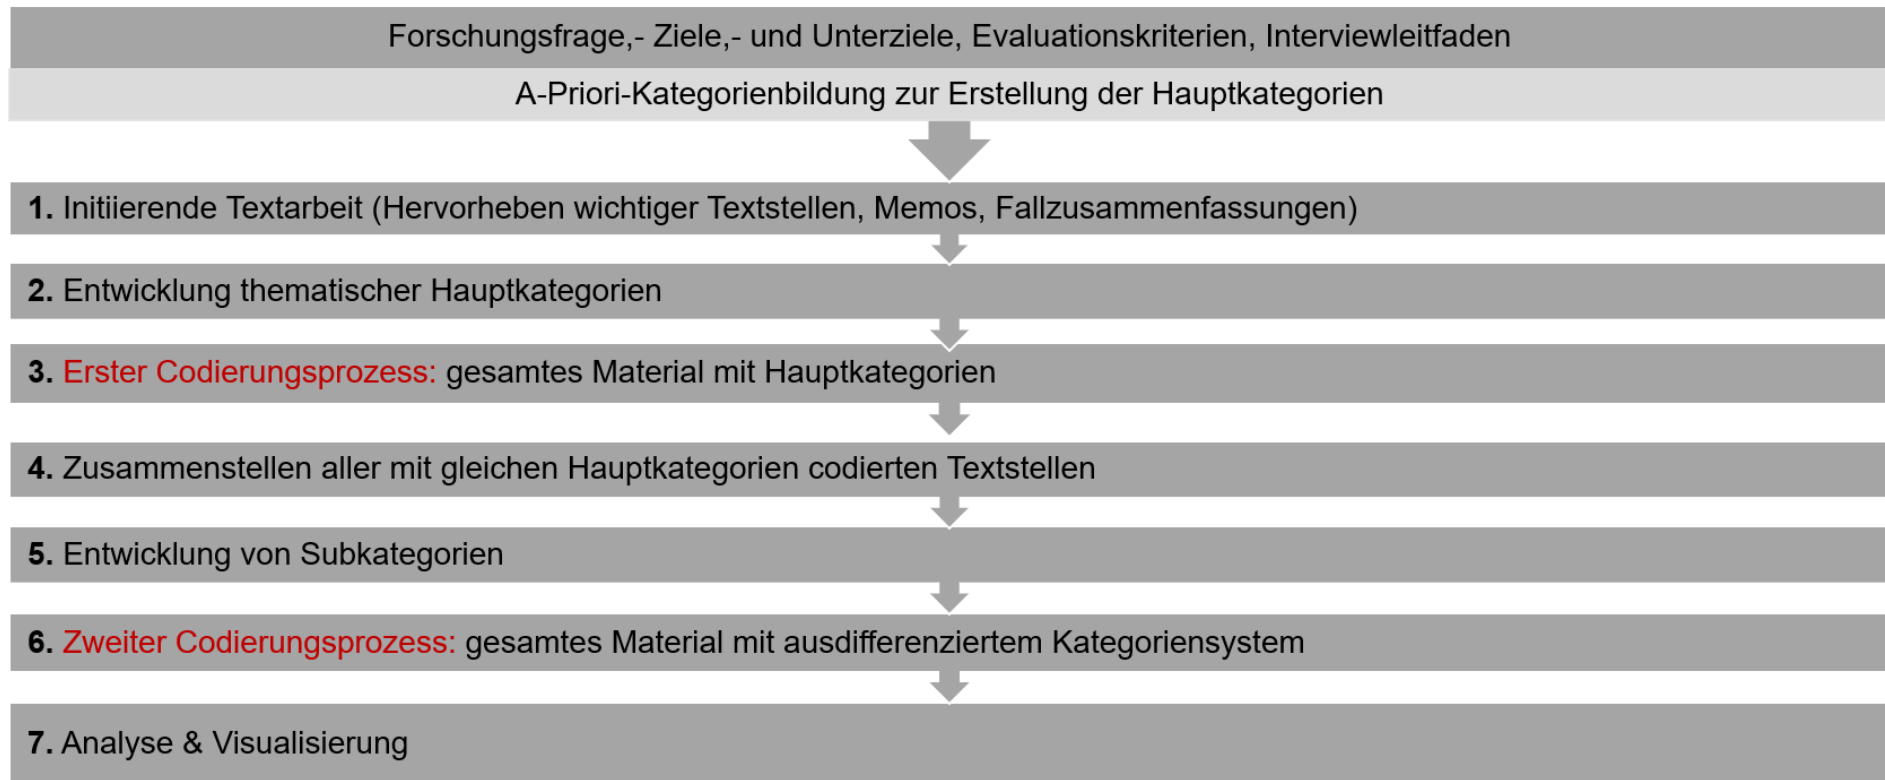 Forschungsfrage,- Ziele,- und Unterziele, Evaluationskriterien, Interviewleitfaden
A-Priori-Kategorienbildung zur Erstellung der Hauptkategorien
1. Initiierende Textarbeit (Hervorheben wichtiger Textstellen, Memos, Fallzusammenfassungen)
2. Entwicklung thematischer Hauptkategorien
3. Erster Codierungsprozess: gesamtes Material mit Hauptkategorien
4. Zusammenstellen aller mit gleichen Hauptkategorien codierten Textstellen
5. Entwicklung von Subkategorien
6. Zweiter Codierungsprozess: gesamtes Material mit ausdifferenziertem Kategoriensystem
7. Analyse & Visualisierung